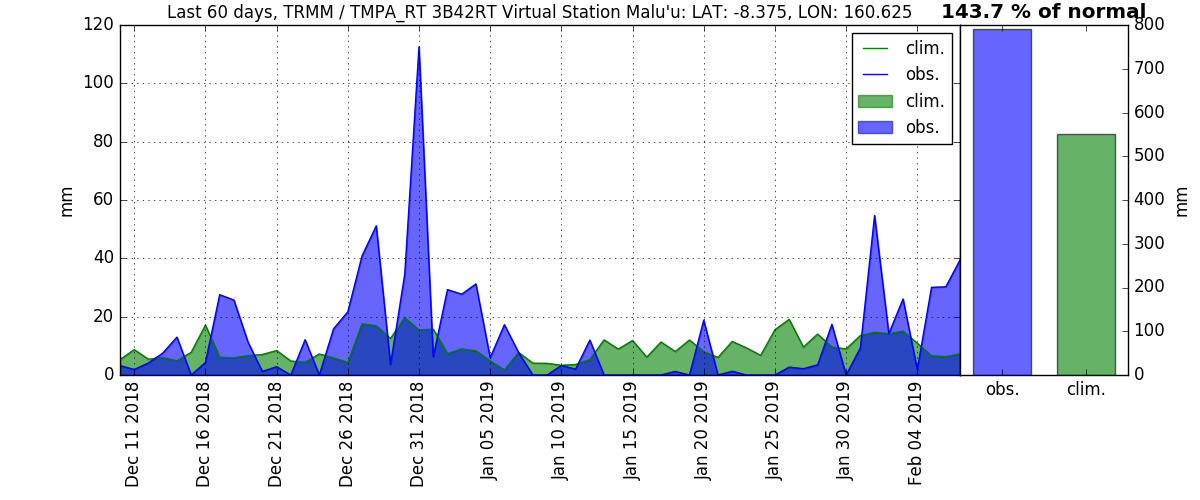 Last 60 days, TRMM / TMPA_RT 3B42RT Virtual Station Malu'u: LAT: -8.375, LON: 160.625
143.7 % of normal
120
100
80
60
40
20
0
mm
clim.
obs.
clim.
obs.
800
700
600
500
400
300
200
100
0
mm
obs.
clim.
Dec 11 2018
Dec 16 2018
Dec 21 2018
Dec 26 2018
Dec 31 2018
Jan 05 2019
Jan 10 2019
Jan 15 2019
Jan 20 2019
Jan 25 2019
Jan 30 2019
Feb 04 2019